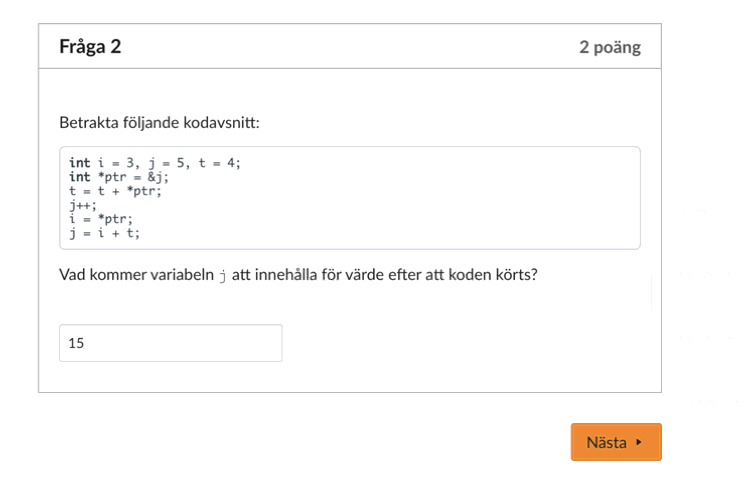 Fråga 2
2 poäng
Betrakta följande kodavsnitt:
int i = 3, j = 5, t = 4;
int *ptr = &j;
t = t + *ptr;
j++;
i = *ptr;
j = i + t;
Vad kommer variabeln j att innehålla för värde efter att koden körts?
15
Nästa